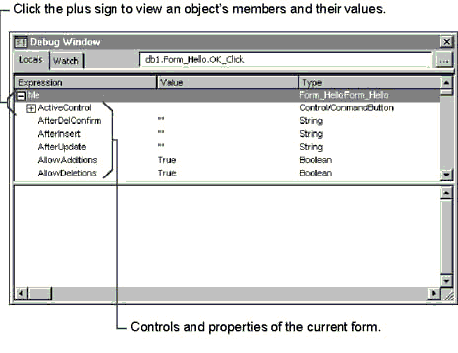 Click the plus sign to view an object's members and their values.
Debug Window
Locas Watch db1.Form_Hello.OK_Click ...
Expression Value Type
Me Form_Hello/Form_Hello
ActiveControl Control/CommandButton
AfterDelConfirm "" String
AfterInsert "" String
AfterUpdate "" String
AllowAdditions True Boolean
AllowDeletions True Boolean
Controls and properties of the current form.